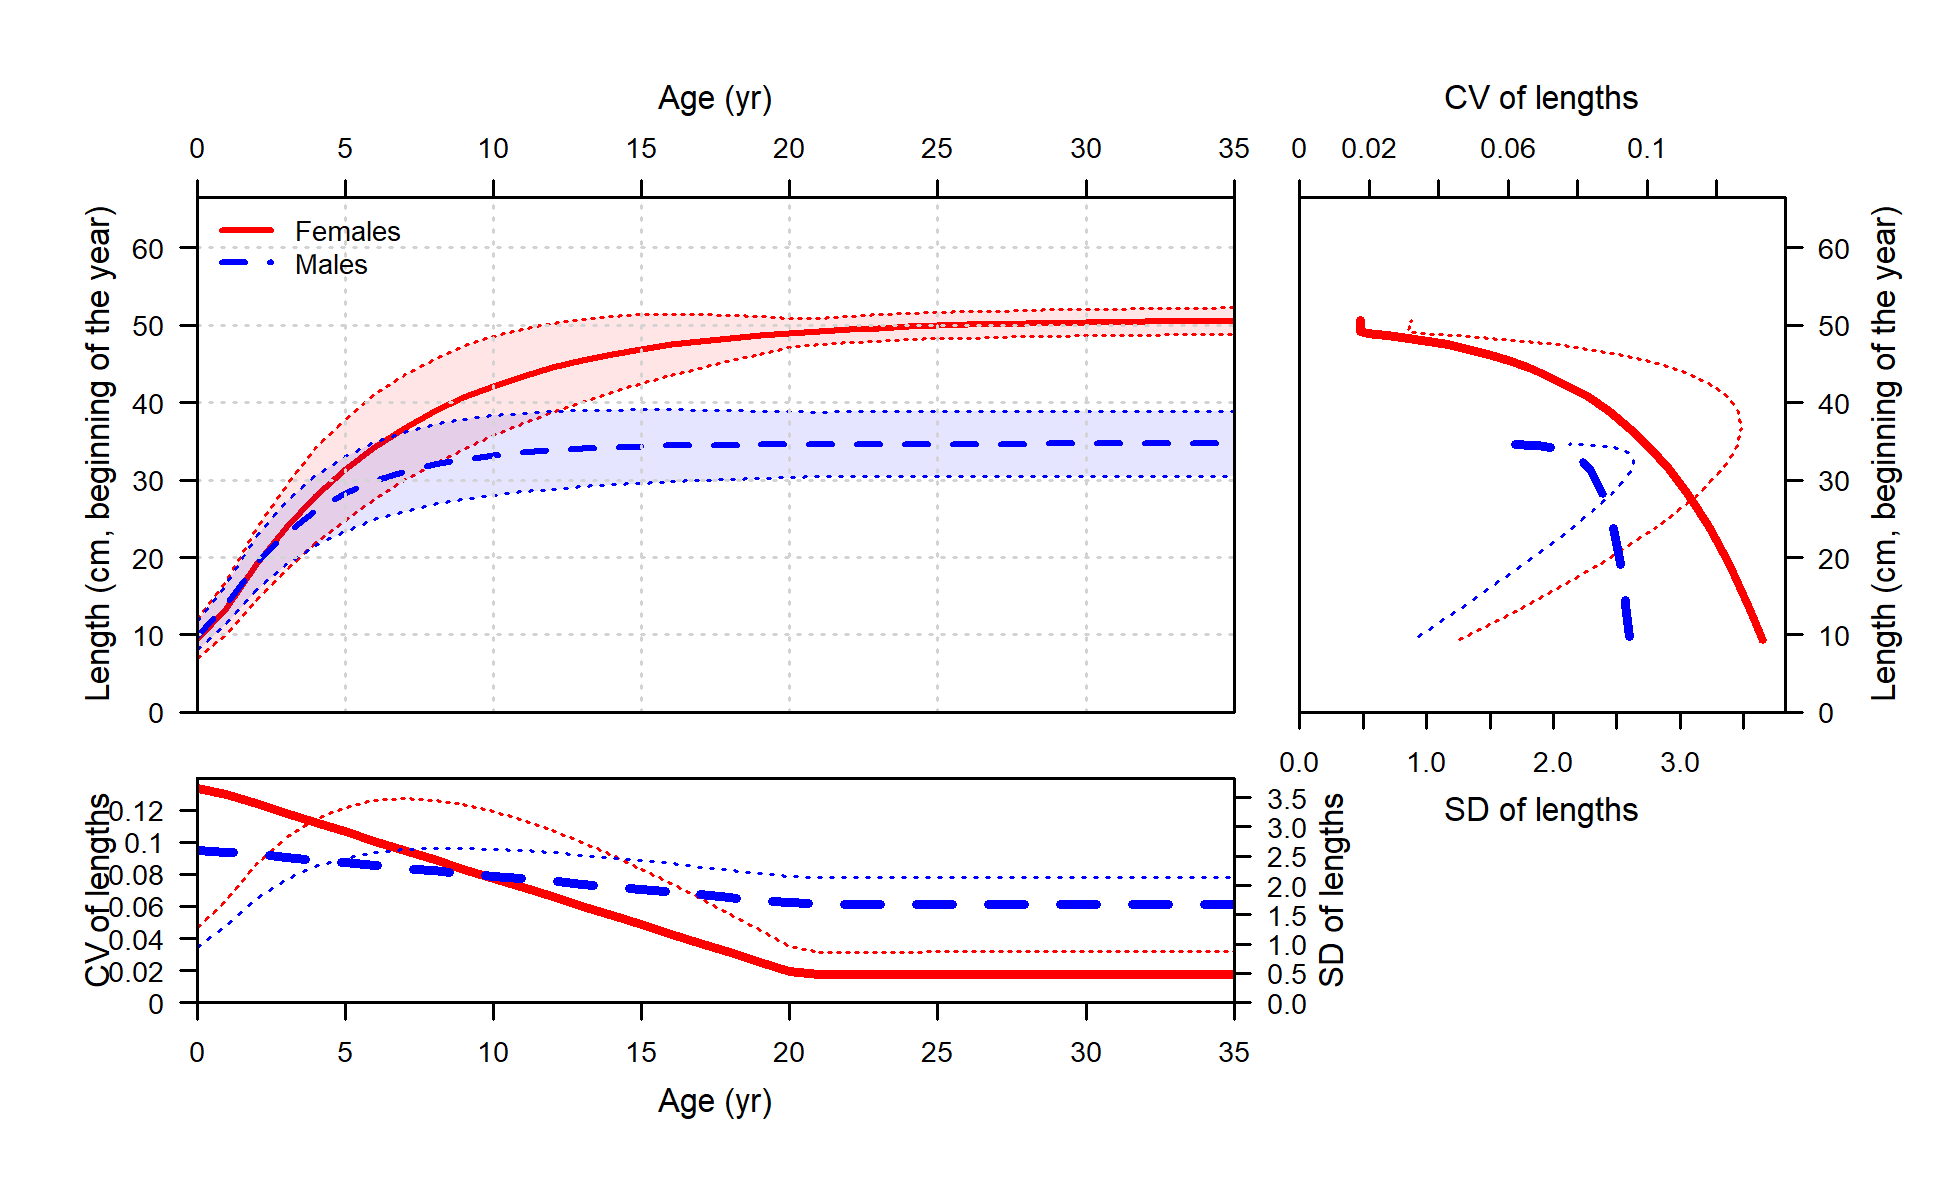 Age (yr)
CV of lengths
0 5 10 15 20 25 30 35
0 0.02 0.06 0.1
Length (cm, beginning of the year)
60
50
40
30
20
10
0
Females
Males
60
50
40
30
20
10
0
Length (cm, beginning of the year)
0.0 1.0 2.0 3.0
SD of lengths
CV of lengths
0.12
0.1
0.08
0.06
0.04
0.02
0
3.5
3.0
2.5
2.0
1.5
1.0
0.5
0.0
SD of lengths
0 5 10 15 20 25 30 35
Age (yr)